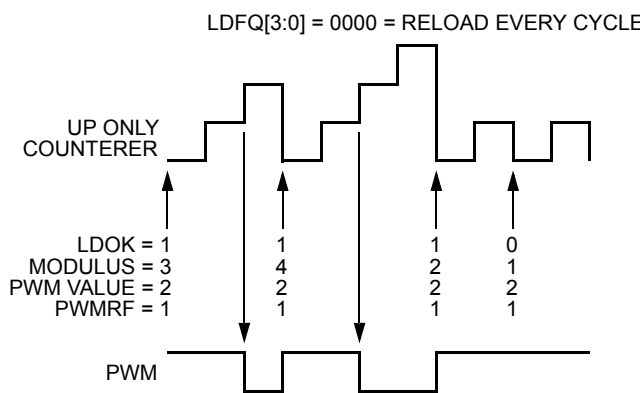 LDFQ[3:0] = 0000 = RELOAD EVERY CYCLE
UP ONLY
COUNTERER
LDOK = 1 1 1 0
MODULUS = 3 4 2 1
PWM VALUE = 2 2 2 2
PWMRF = 1 1 1 1
PWM